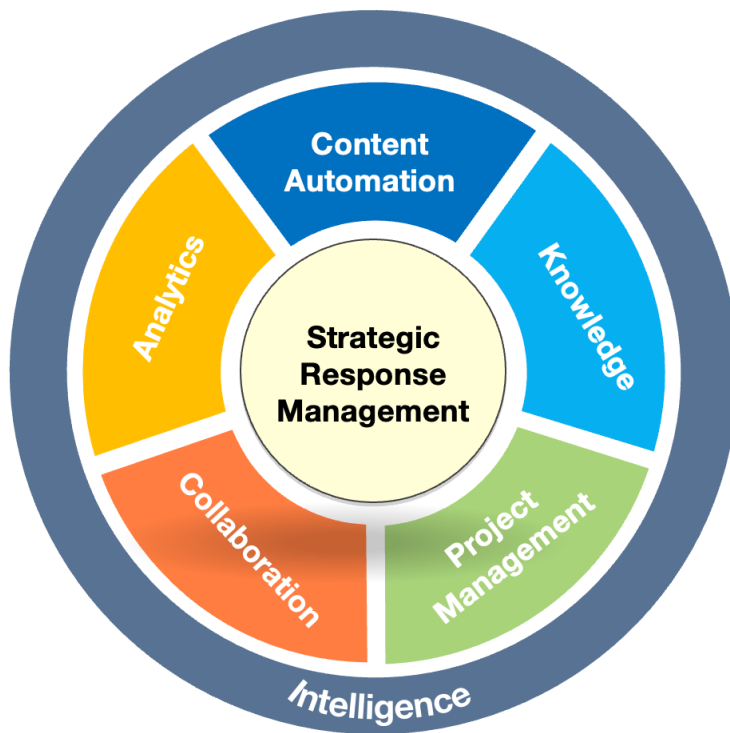 Content
Automation
Knowledge
Project
Management
Collaboration
Analytics
Strategic
Response
Management
Intelligence